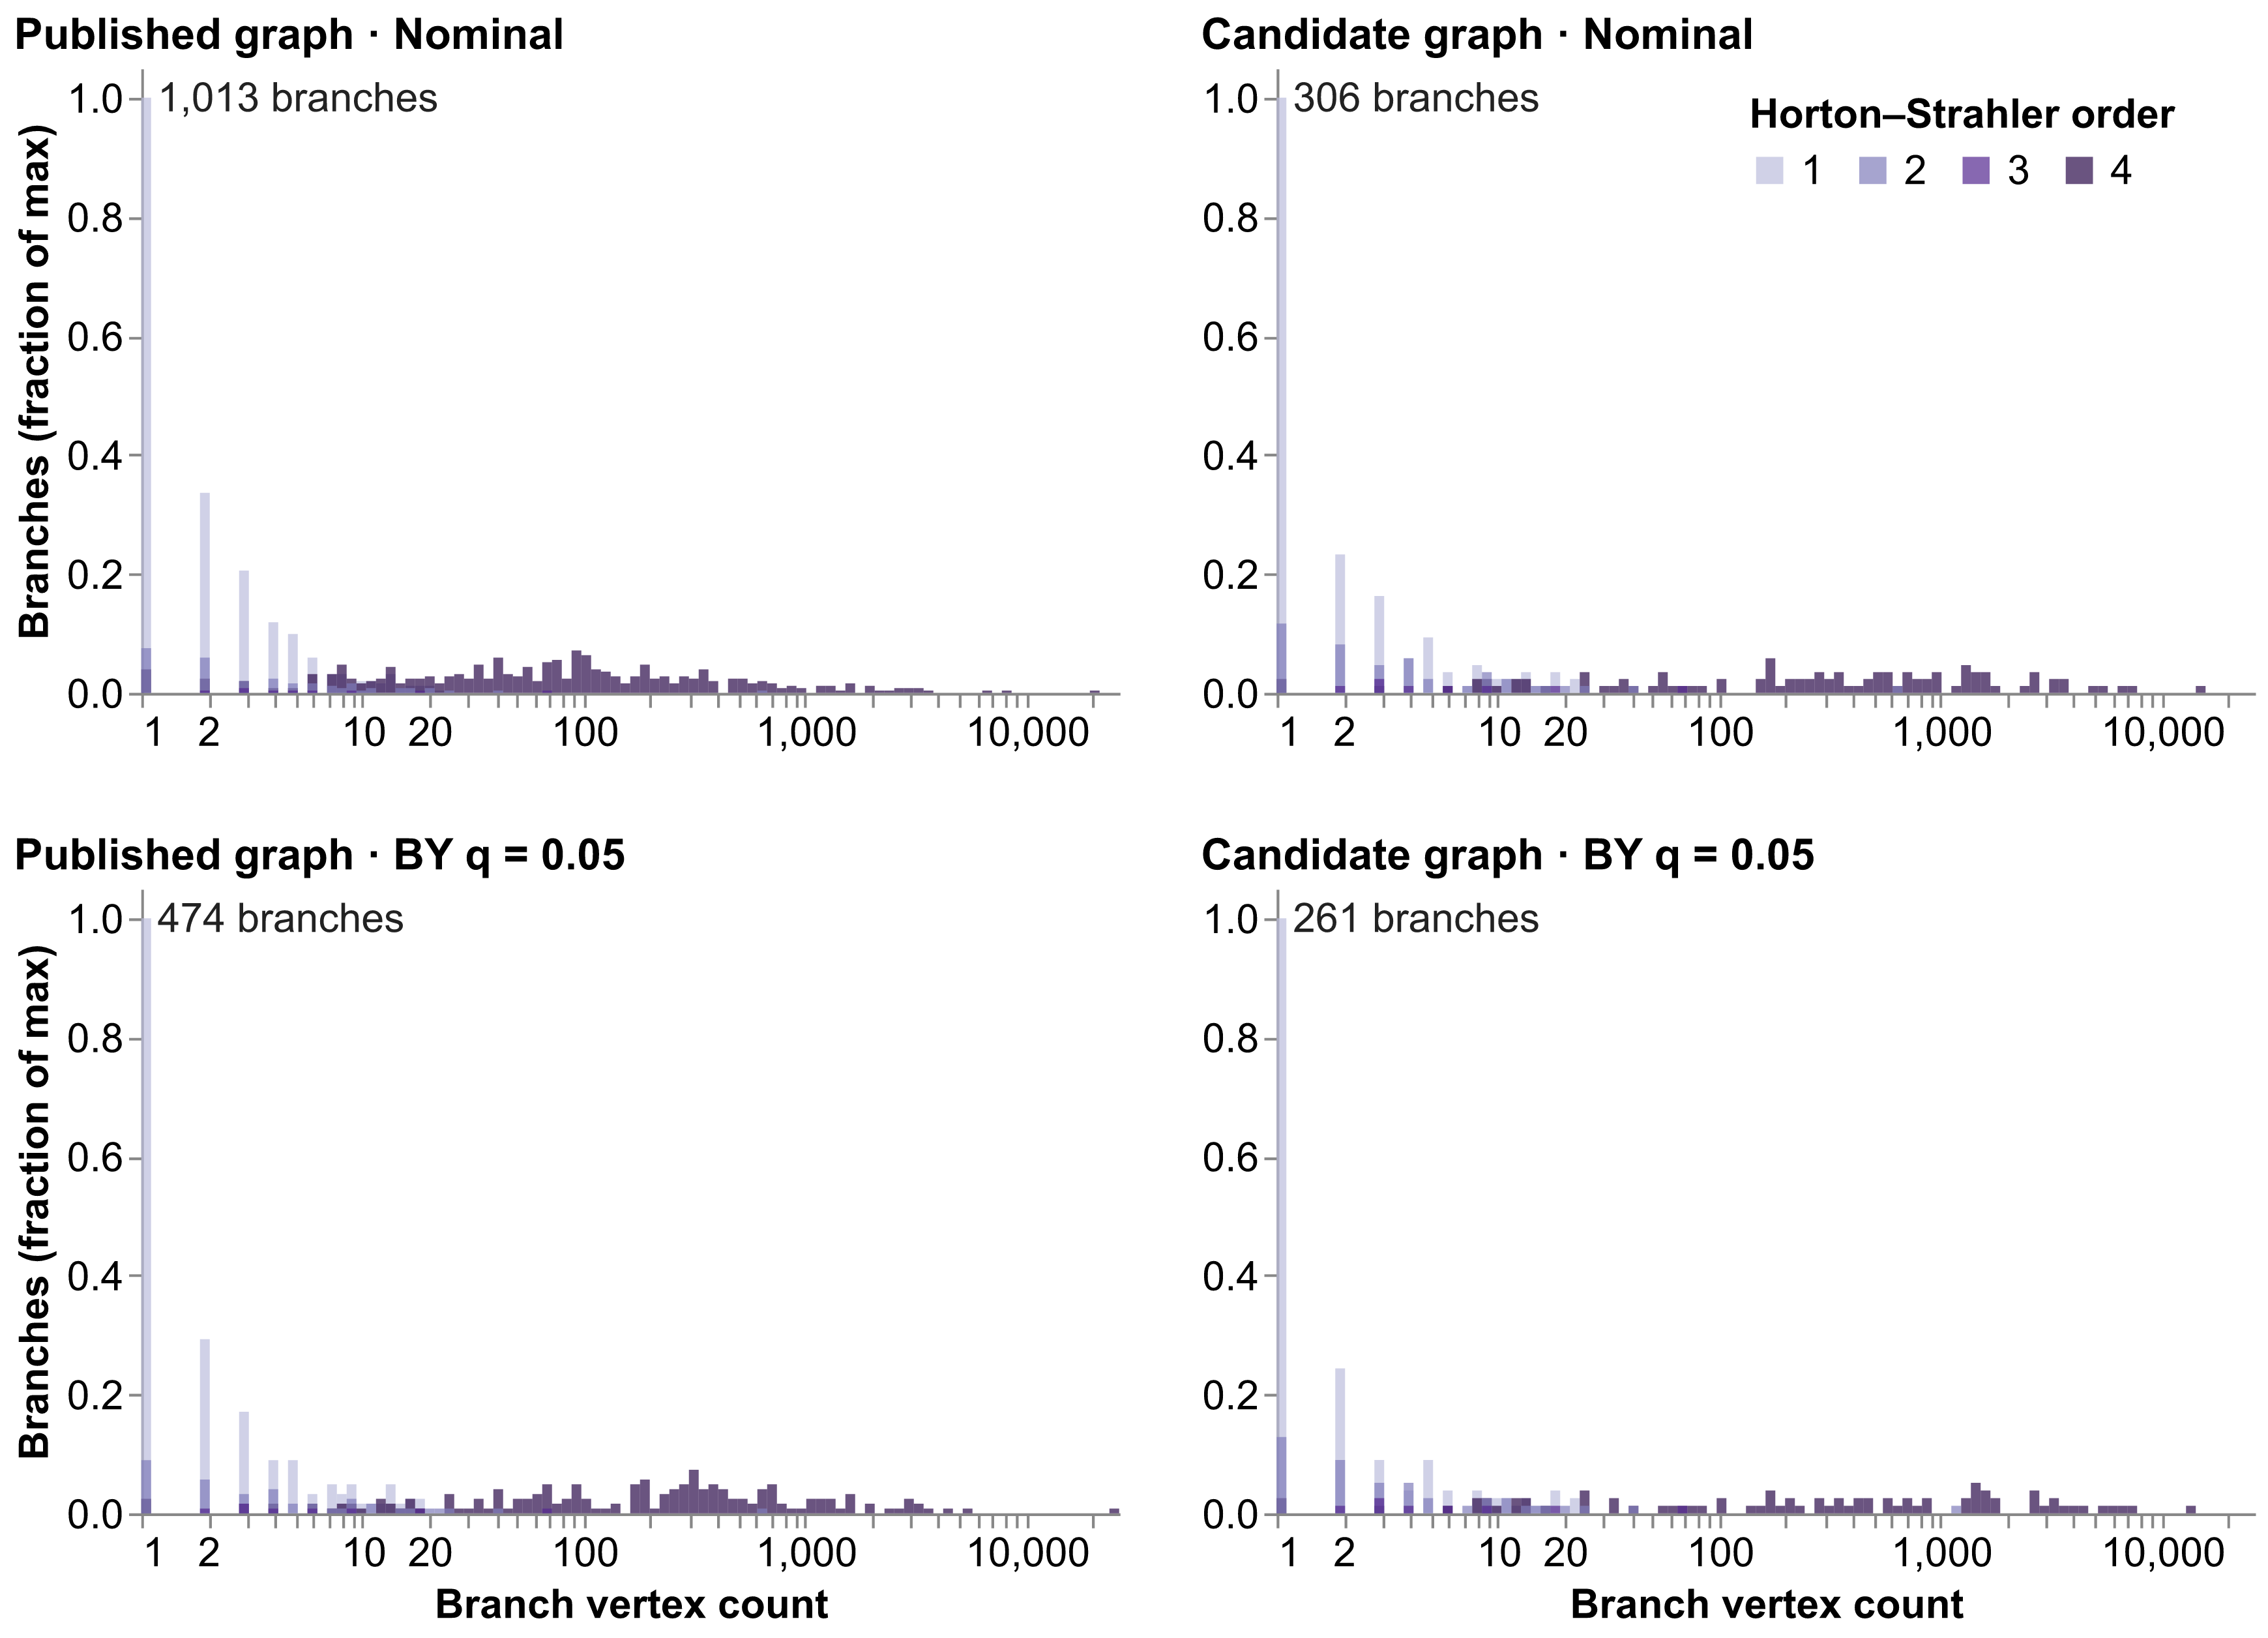 Published graph · Nominal
1,013 branches
Branches (fraction of max)
1.0
0.8
0.6
0.4
0.2
0.0
1 2 10 20 100 1,000 10,000
Candidate graph · Nominal
306 branches
Horton–Strahler order
1 2 3 4
1.0
0.8
0.6
0.4
0.2
0.0
1 2 10 20 100 1,000 10,000
Published graph · BY q = 0.05
474 branches
Branches (fraction of max)
1.0
0.8
0.6
0.4
0.2
0.0
1 2 10 20 100 1,000 10,000
Branch vertex count
Candidate graph · BY q = 0.05
261 branches
1.0
0.8
0.6
0.4
0.2
0.0
1 2 10 20 100 1,000 10,000
Branch vertex count